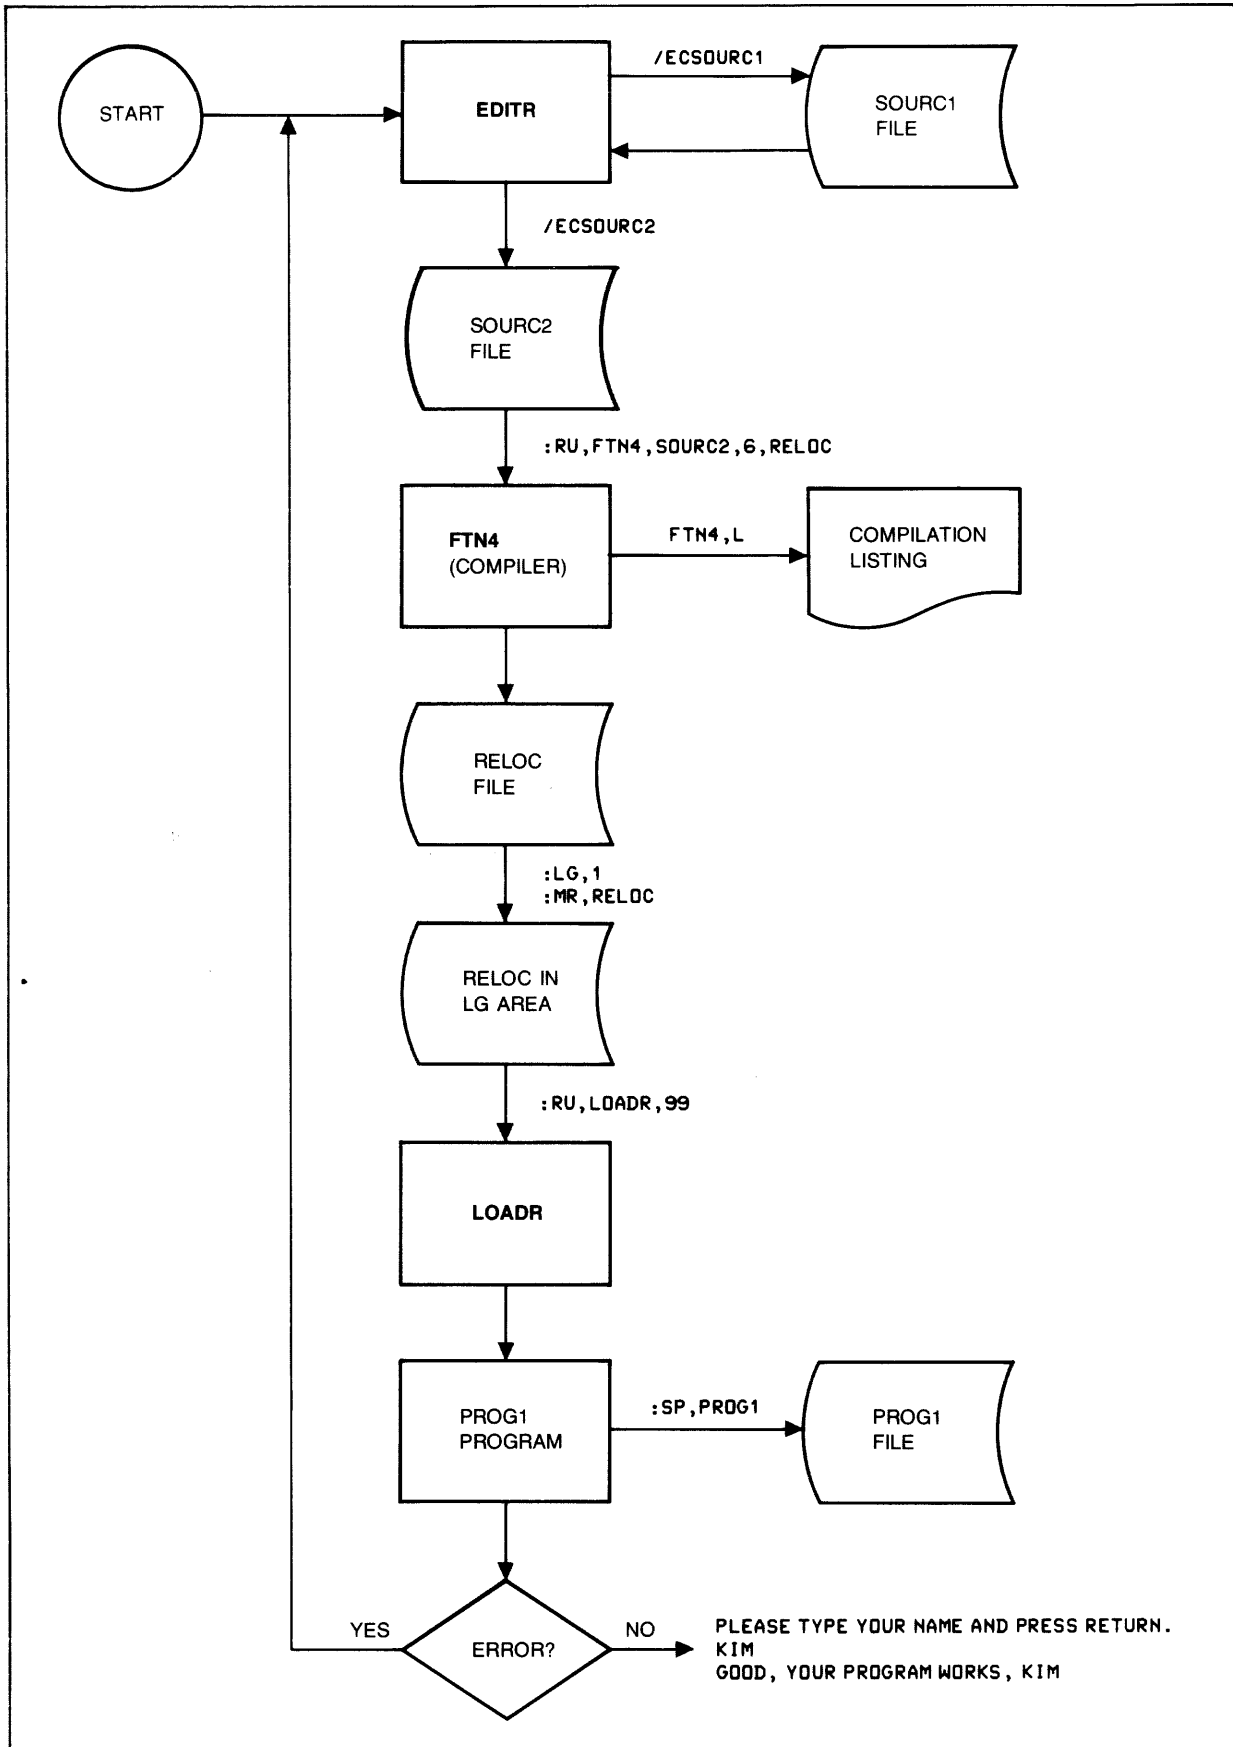 START
EDITR
/ECSOURC1
SOURC1
FILE
/ECSOURC2
SOURC2
FILE
:RU,FTN4,SOURC2,6,RELOC
FTN4
(COMPILER)
FTN4,L
COMPILATION
LISTING
RELOC
FILE
:LG,1
:MR,RELOC
RELOC IN
LG AREA
:RU,LOADR,99
LOADR
PROG1
PROGRAM
:SP,PROG1
PROG1
FILE
YES
ERROR?
NO
PLEASE TYPE YOUR NAME AND PRESS RETURN.
KIM
GOOD, YOUR PROGRAM WORKS, KIM